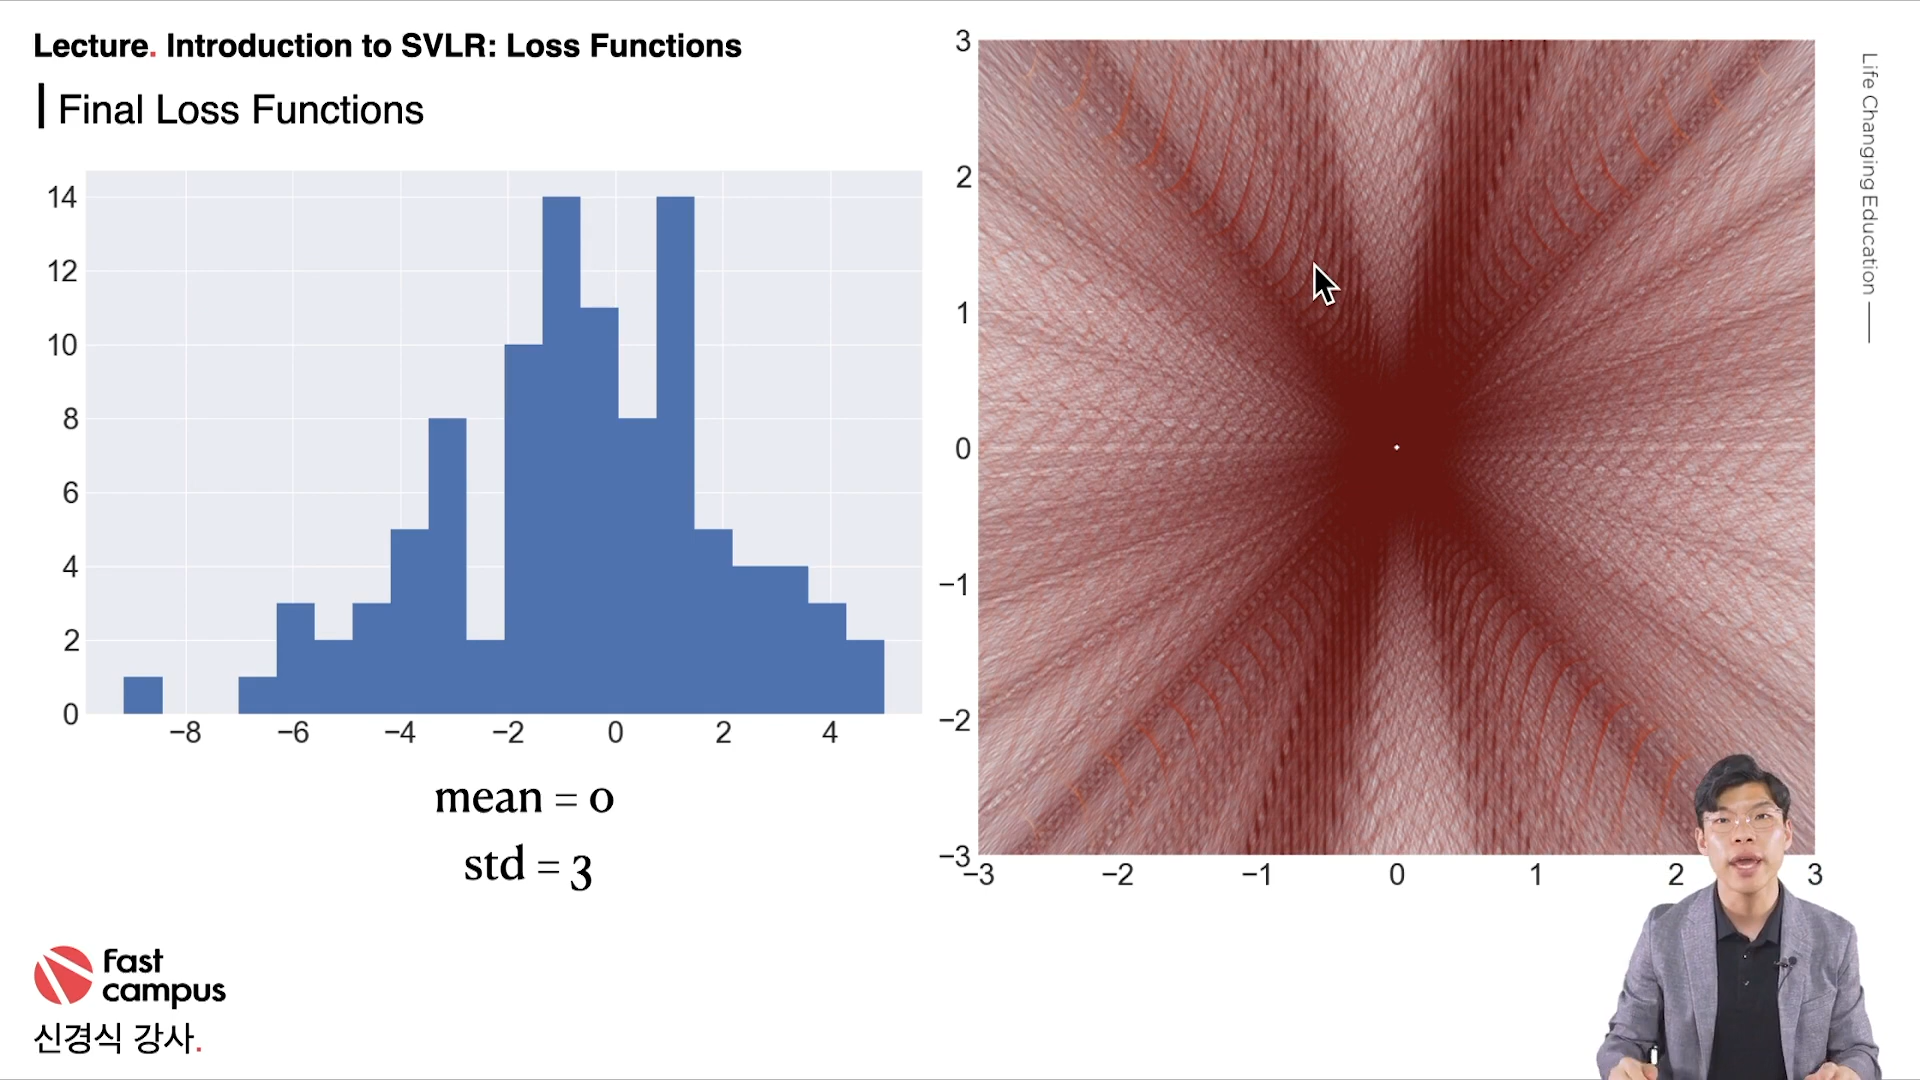 Lecture. Introduction to SVLR: Loss Functions
Final Loss Functions
14
12
10
8
6
4
2
0
−8 −6 −4 −2 0 2 4
mean = 0
std = 3
3
2
1
0
−1
−2
−3
−3 −2 −1 0 1 2 3
Life Changing Education
fast
campus
신경식 강사.